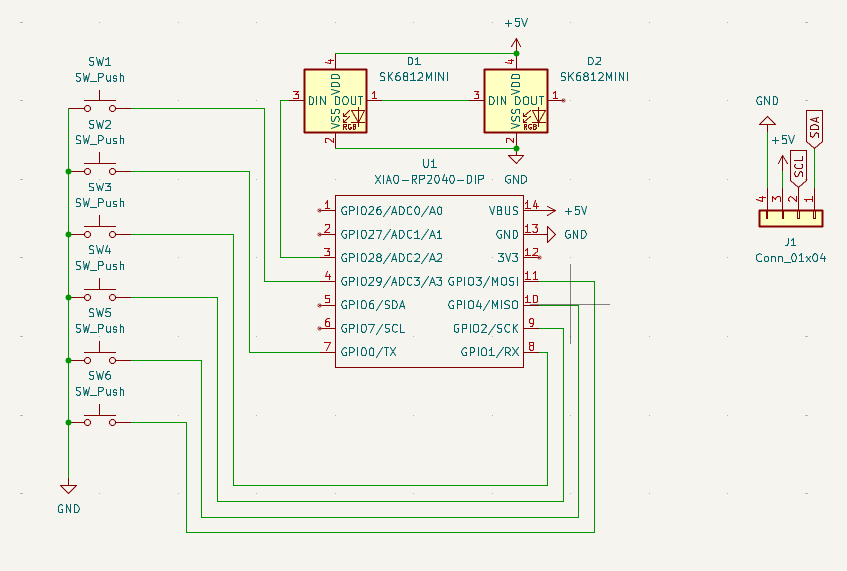 +5V
SW1
SW_Push
D1
SK6812MINI
D2
SK6812MINI
4
VDD
3
DIN
DOUT
1
VSS
RGB
2
4
VDD
3
DIN
DOUT
1
VSS
RGB
2
GND
SW2
SW_Push
SW3
SW_Push
SW4
SW_Push
SW5
SW_Push
SW6
SW_Push
GND
U1
XIAO-RP2040-DIP
1
GPIO26/ADC0/A0
2
GPIO27/ADC1/A1
3
GPIO28/ADC2/A2
4
GPIO29/ADC3/A3
5
GPIO6/SDA
6
GPIO7/SCL
7
GPIO0/TX
VBUS
14
+5V
GND
13
GND
3V3
12
GPIO3/MOSI
11
GPIO4/MISO
10
GPIO2/SCK
9
GPIO1/RX
8
GND
+5V
SCL
SDA
4
3
2
1
J1
Conn_01x04